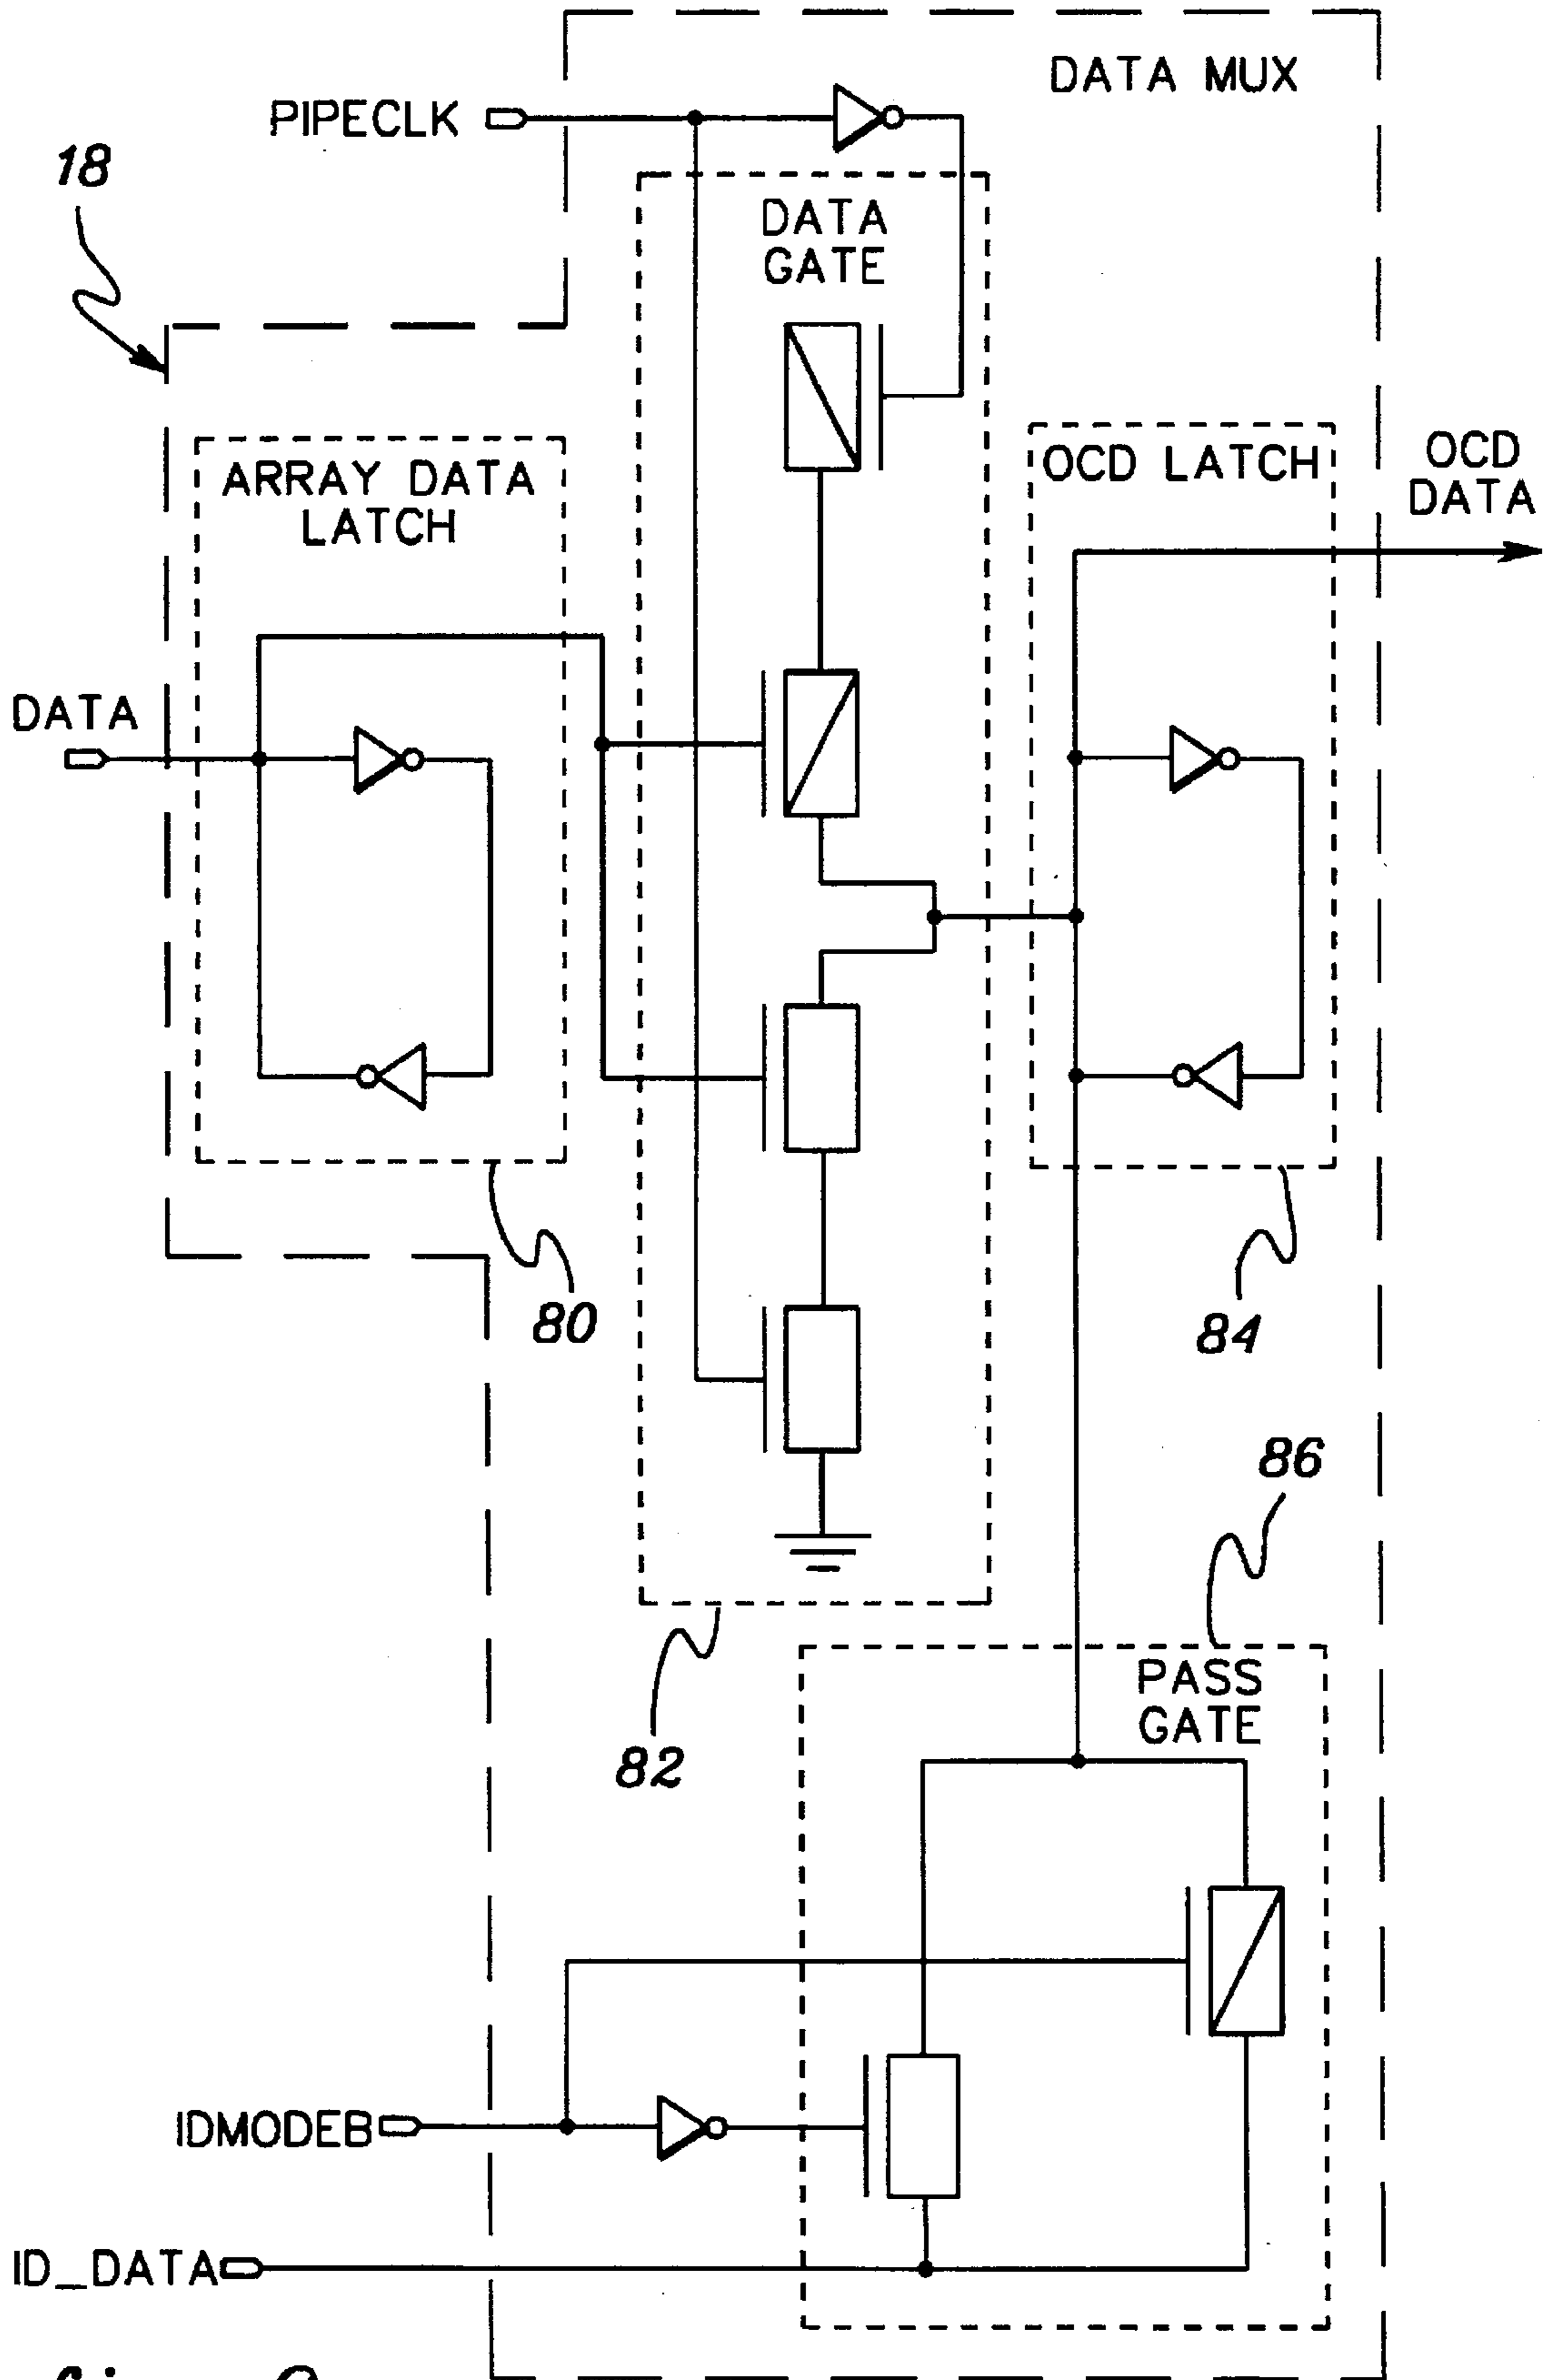 DATA MUX
PIPECLK
18
DATA
GATE
ARRAY DATA
LATCH
OCD LATCH
OCD
DATA
DATA
80
84
86
82
PASS
GATE
IDMODEB
ID_DATA